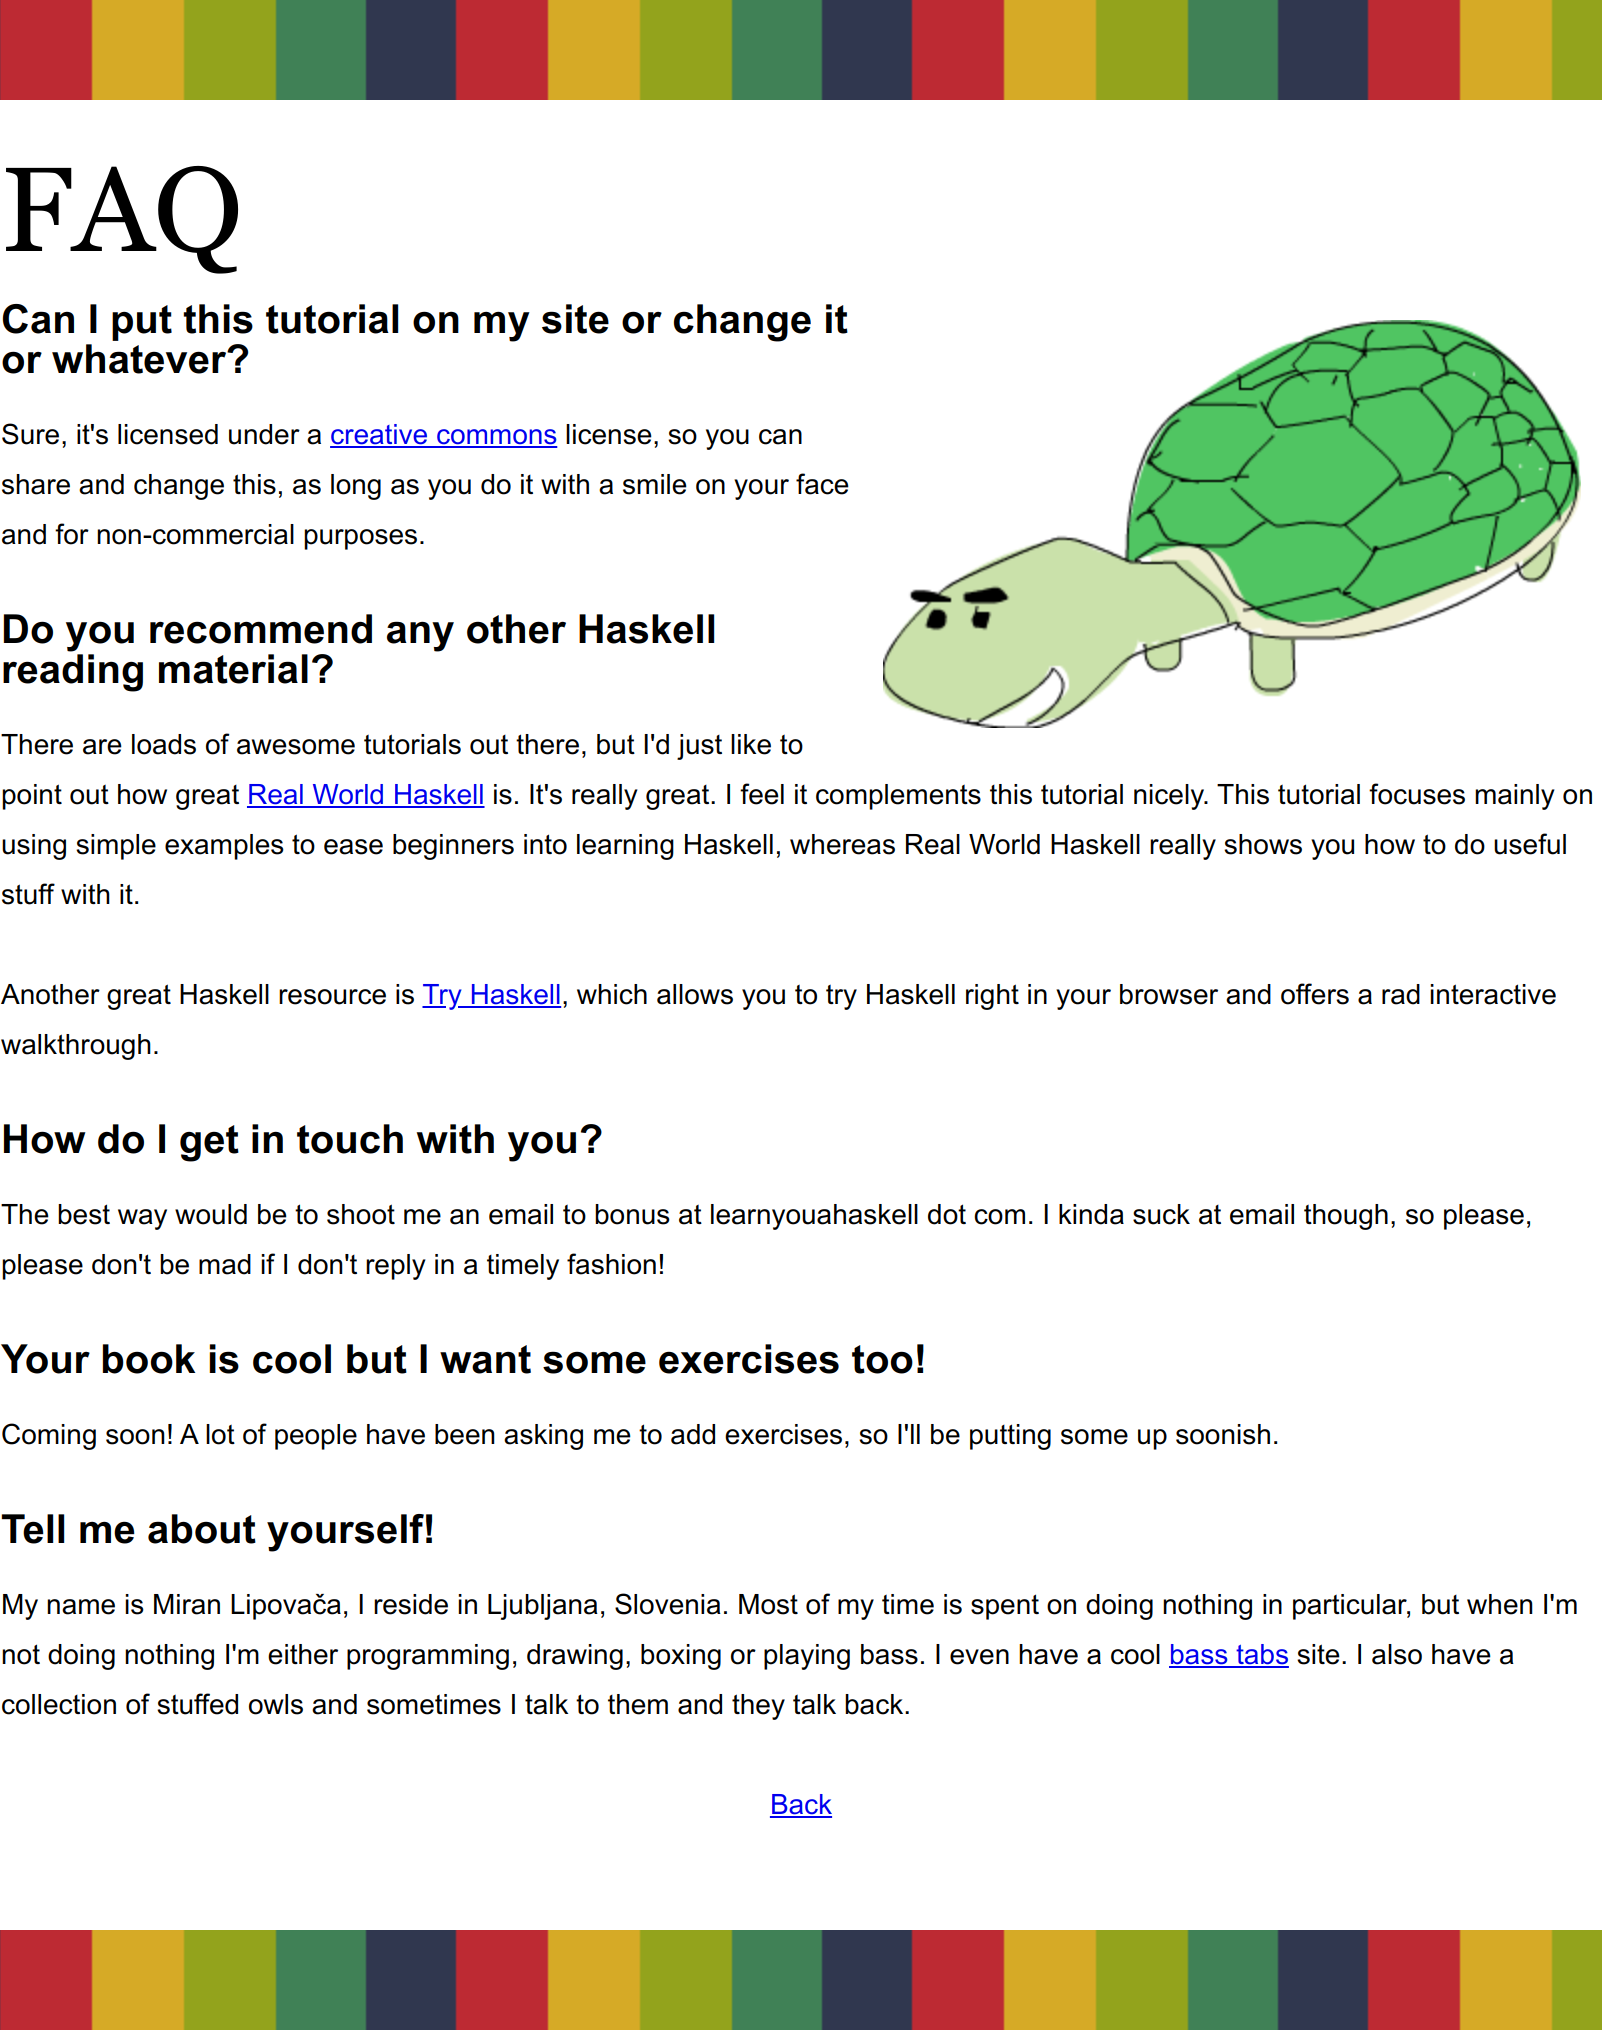 FAQ
Can I put this tutorial on my site or change it
or whatever?
Sure, it's licensed under a creative commons license, so you can
share and change this, as long as you do it with a smile on your face
and for non-commercial purposes.
Do you recommend any other Haskell
reading material?
There are loads of awesome tutorials out there, but I'd just like to
point out how great Real World Haskell is. It's really great. I feel it complements this tutorial nicely. This tutorial focuses mainly on
using simple examples to ease beginners into learning Haskell, whereas Real World Haskell really shows you how to do useful
stuff with it.
Another great Haskell resource is Try Haskell, which allows you to try Haskell right in your browser and offers a rad interactive
walkthrough.
How do I get in touch with you?
The best way would be to shoot me an email to bonus at learnyouahaskell dot com. I kinda suck at email though, so please,
please don't be mad if I don't reply in a timely fashion!
Your book is cool but I want some exercises too!
Coming soon! A lot of people have been asking me to add exercises, so I'll be putting some up soonish.
Tell me about yourself!
My name is Miran Lipovača, I reside in Ljubljana, Slovenia. Most of my time is spent on doing nothing in particular, but when I'm
not doing nothing I'm either programming, drawing, boxing or playing bass. I even have a cool bass tabs site. I also have a
collection of stuffed owls and sometimes I talk to them and they talk back.
Back